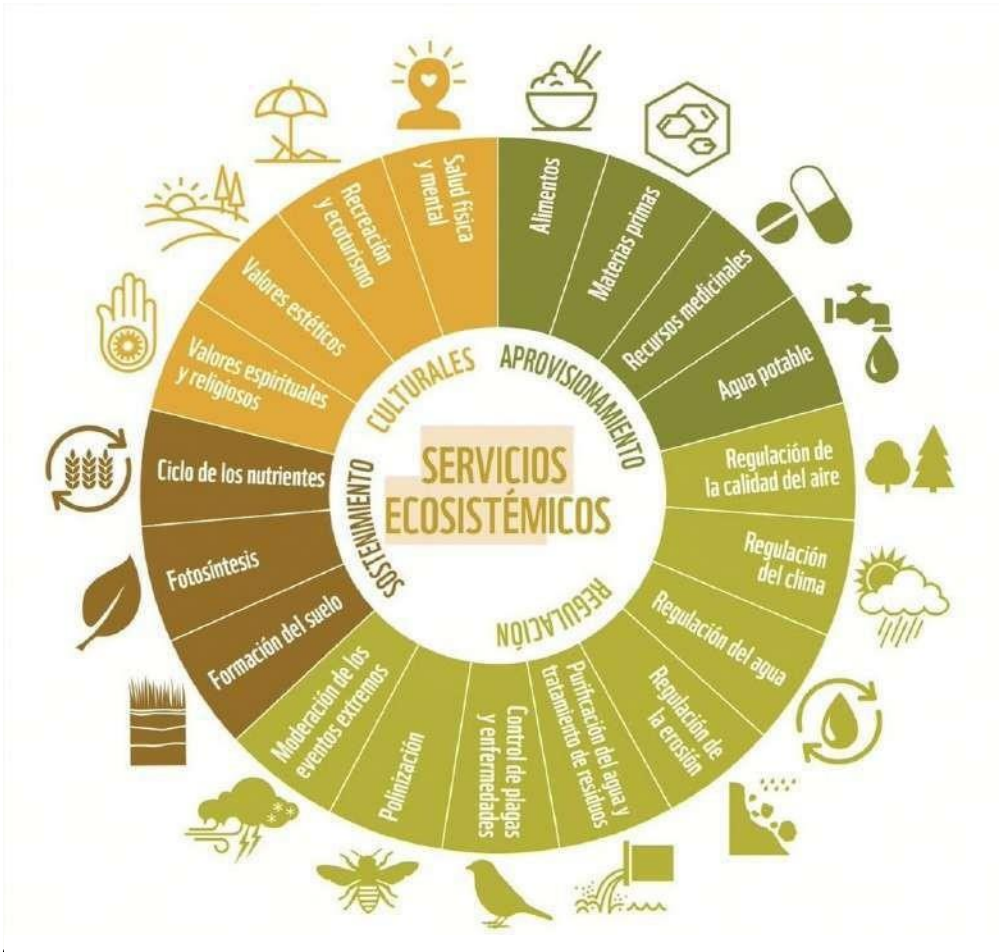 SERVICIOS
ECOSISTÉMICOS
APROVISIONAMIENTO
Alimentos
Materias primas
Recursos medicinales
Agua potable
REGULACIÓN
Regulación de
la calidad del aire
Regulación
del clima
Regulación del agua
Regulación de
la erosión
Purificación del agua y
tratamiento de residuos
Control de plagas
y enfermedades
Polinización
Moderación de los
eventos extremos
SOSTENIMIENTO
Formación del suelo
Fotosíntesis
Ciclo de los nutrientes
CULTURALES
Valores espirituales
y religiosos
Valores estéticos
Recreación
y ecoturismo
Salud física
y mental